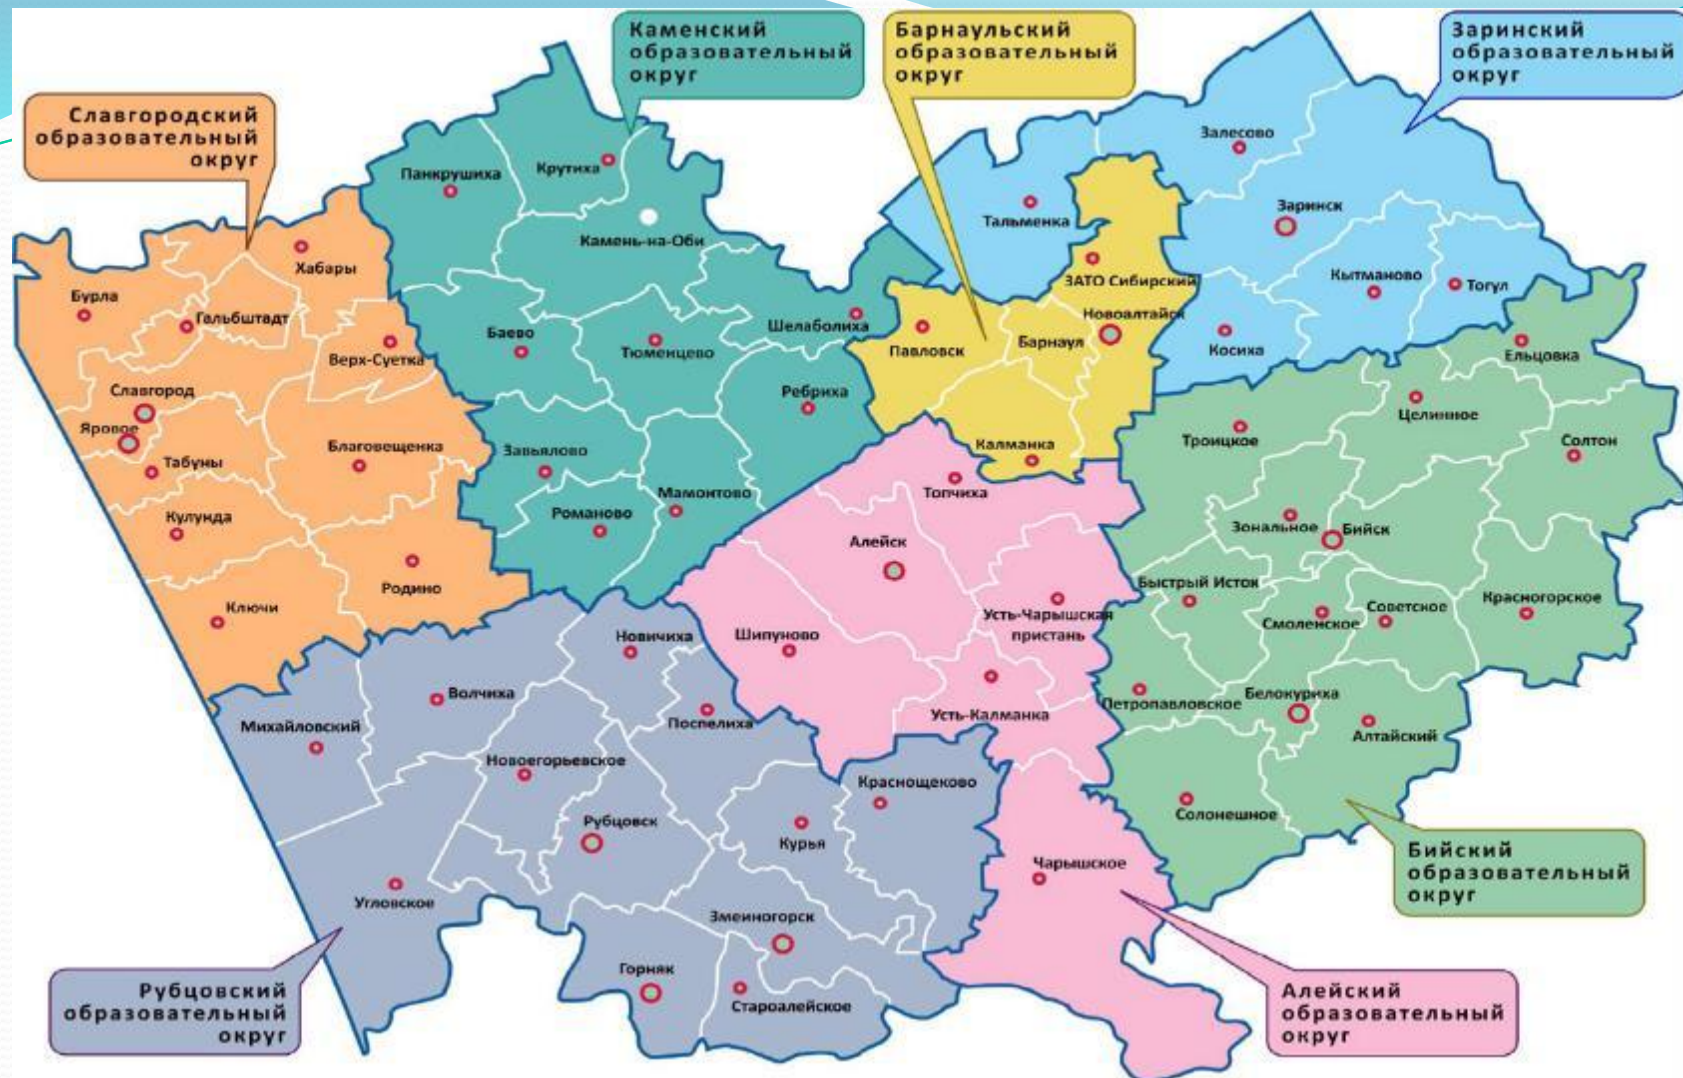 Каменский
образовательный
округ
Барнаульский
образовательный
округ
Заринский
образовательный
округ
Славгородский
образовательный
округ
Залесово
Панкрушиха
Крутиха
Тальменка
Заринск
Камень-на-Оби
Хабары
ЗАТО Сибирский
Кытманово
Тогул
Бурла
Гальбштадт
Новоалтайск
Шелаболиха
Баево
Тюменцево
Павловск
Барнаул
Косиха
Ельцовка
Верх-Суетка
Славгород
Ребриха
Яровое
Целинное
Троицкое
Солтон
Благовещенка
Калманка
Завьялово
Табуны
Мамонтово
Топчиха
Кулунда
Романово
Зональное
Бийск
Алейск
Родино
Быстрый Исток
Ключи
Советское
Красногорское
Усть-Чарышская
пристань
Смоленское
Новичиха
Шипуново
Волчиха
Белокуриха
Петропавловское
Михайловский
Поспелиха
Усть-Калманка
Алтайский
Новоегорьевское
Краснощеково
Солонешное
Рубцовск
Курья
Чарышское
Бийский
образовательный
округ
Угловское
Змеиногорск
Горняк
Староалейское
Рубцовский
образовательный
округ
Алейский
образовательный
округ